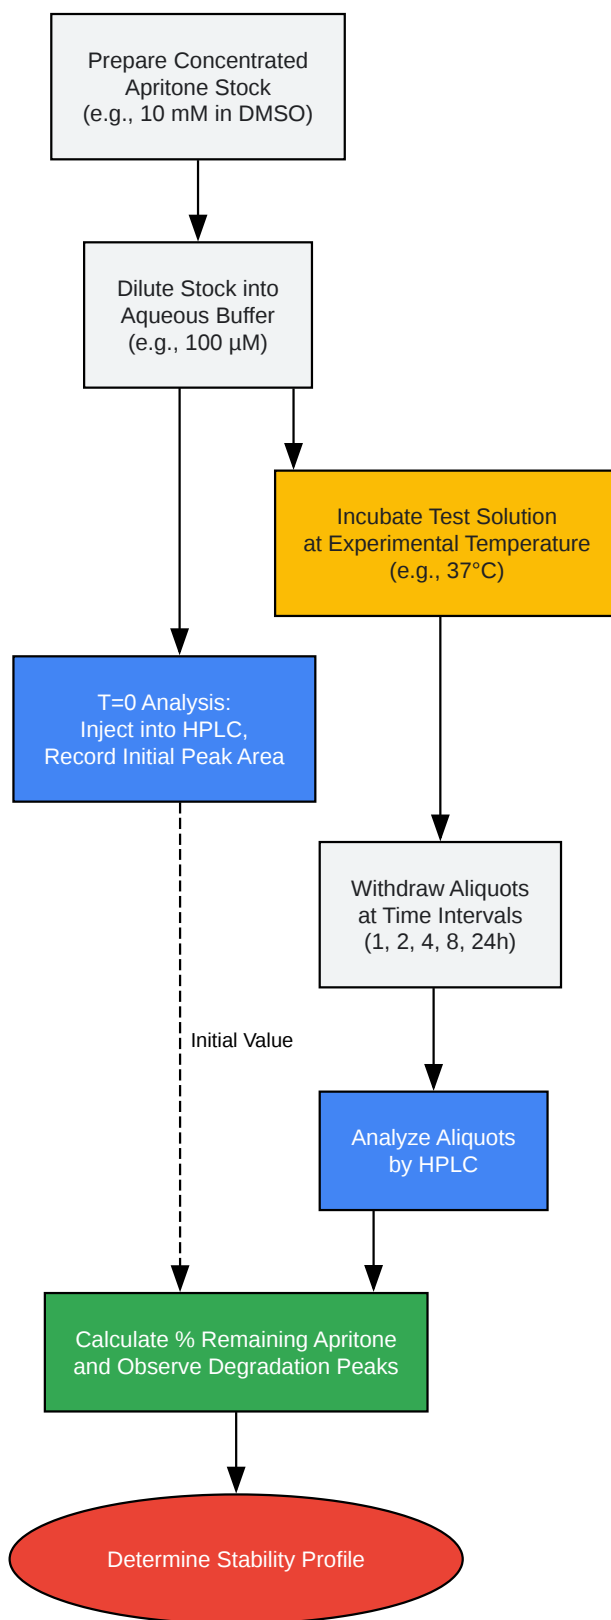 Prepare Concentrated
Apritone Stock
(e.g., 10 mM in DMSO)
Dilute Stock into
Aqueous Buffer
(e.g., 100 µM)
Incubate Test Solution
at Experimental Temperature
(e.g., 37°C)
T=0 Analysis:
Inject into HPLC,
Record Initial Peak Area
Withdraw Aliquots
at Time Intervals
(1, 2, 4, 8, 24h)
Initial Value
Analyze Aliquots
by HPLC
Calculate % Remaining Apritone
and Observe Degradation Peaks
Determine Stability Profile